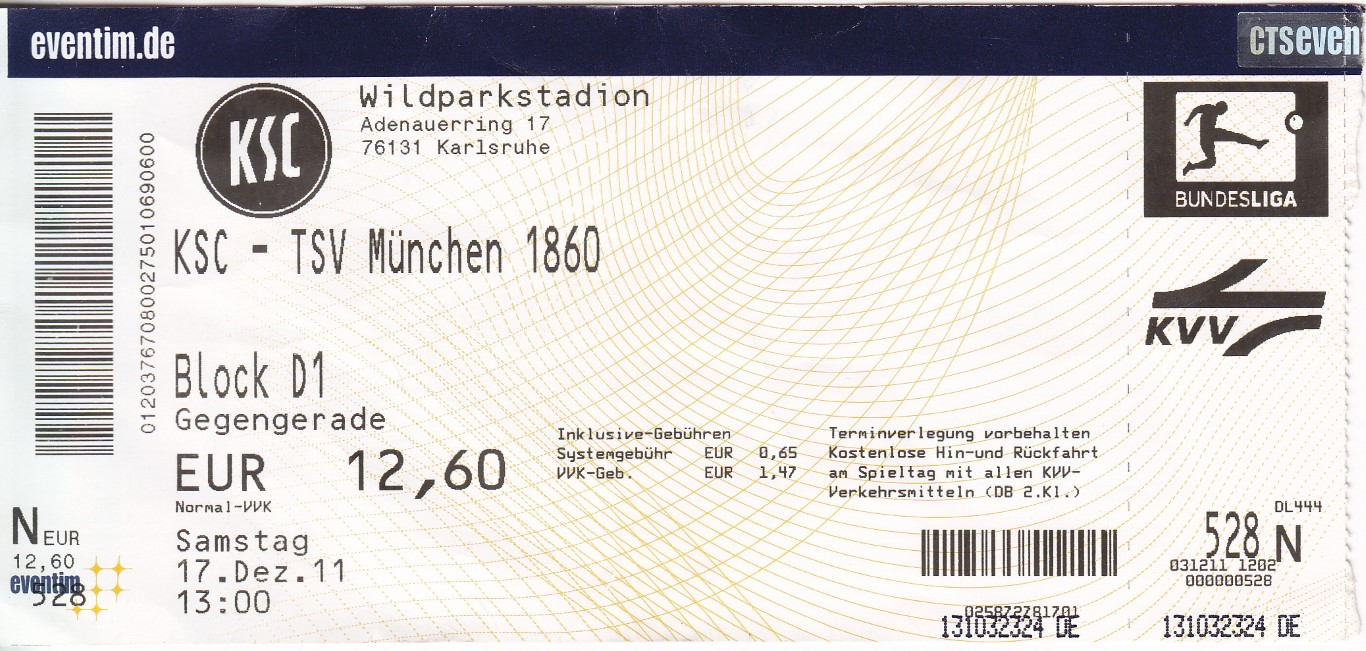 eventim.de
CTSeven
KSC
Wildparkstadion
Adenauerring 17
76131 Karlsruhe
BUNDESLIGA
012037670800275010690600
KSC - TSV München 1860
KVV
Block D1
Gegengerade
EUR 12,60
Normal-VVK
Inklusive-Gebühren
Systemgebühr EUR 0,65
VVK-Geb. EUR 1,47
Terminverlegung vorbehalten
Kostenlose Hin-und Rückfahrt
am Spieltag mit allen KVV-
Verkehrsmitteln (DB 2.Kl.)
Samstag
17.Dez.11
13:00
N EUR
12,60
eventim
528
025872781701
131032324 DE
DL444
528 N
031211 1202
000000528
131032324 DE